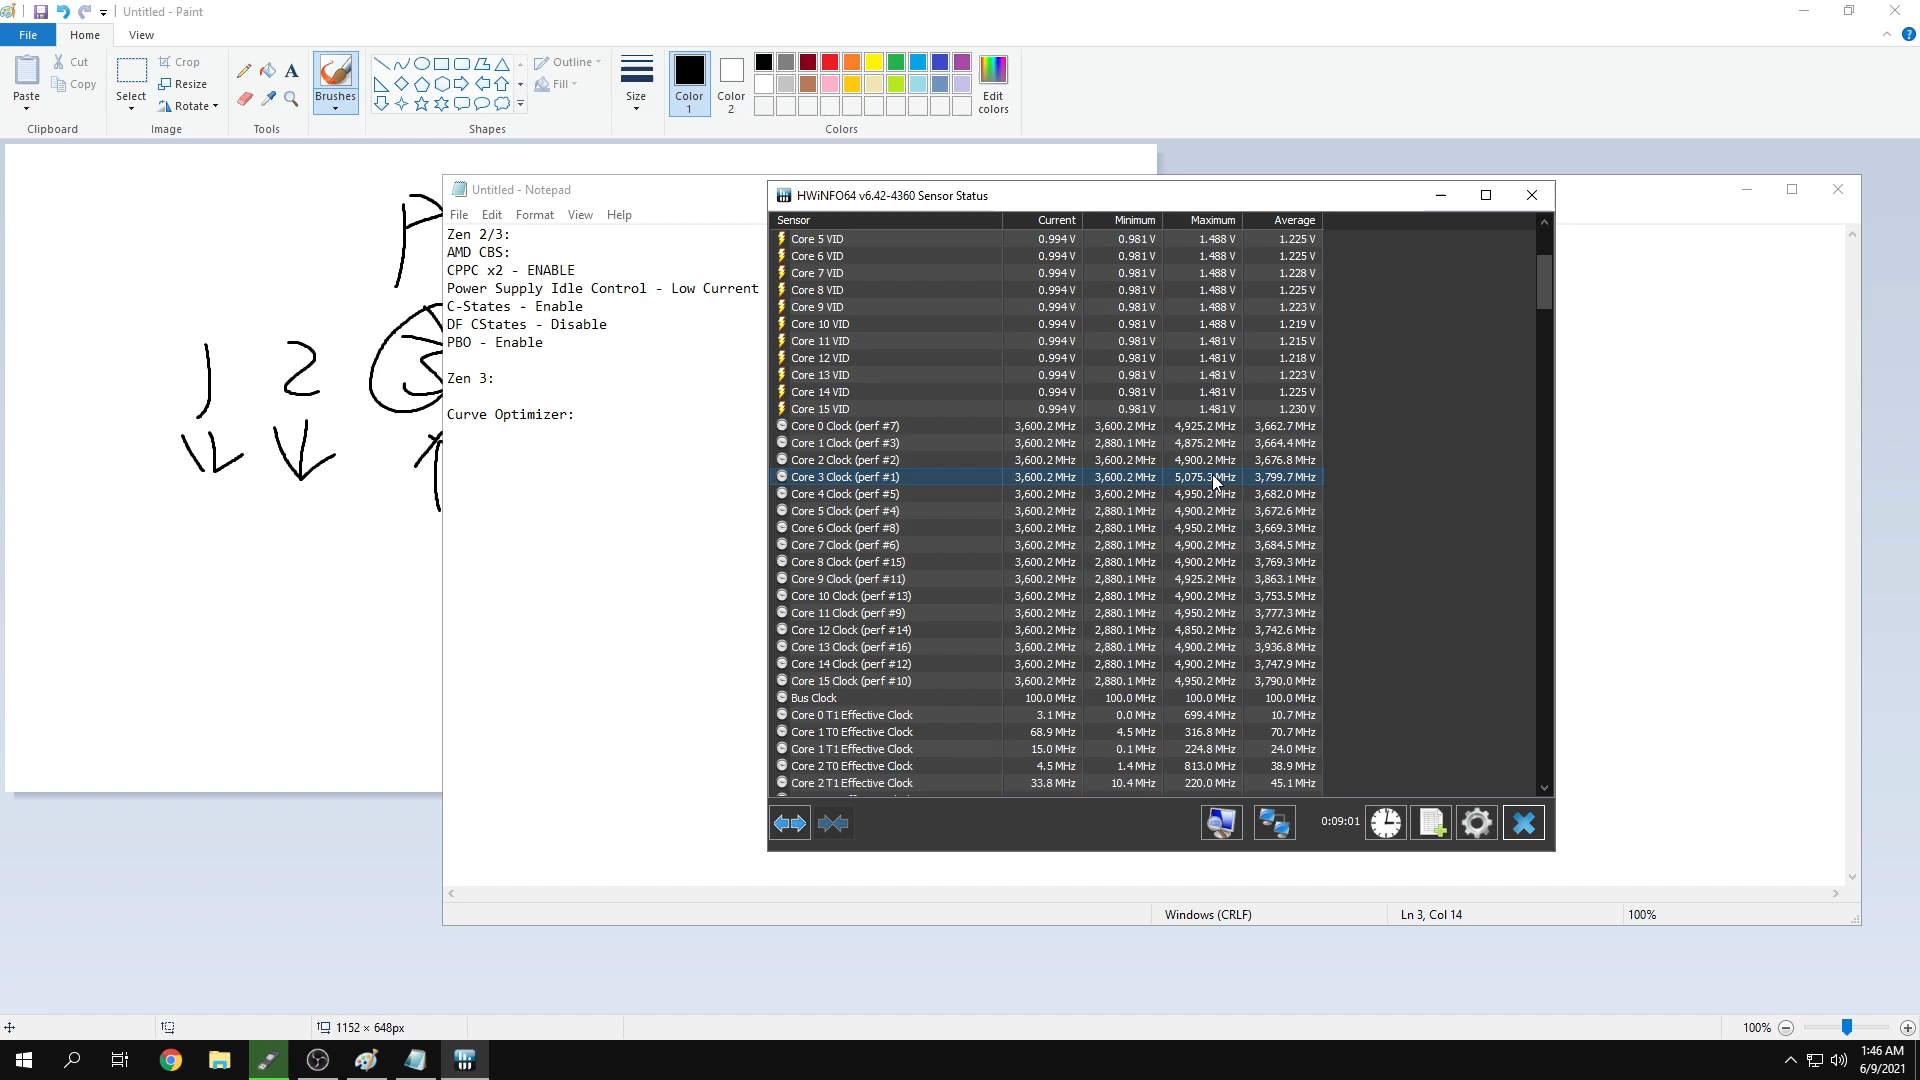 Untitled - Paint
File Home View
Paste
Cut
Copy
Clipboard
Select
Crop
Resize
Rotate
Image
Tools
Brushes
Shapes
Outline
Fill
Size
Color 1
Color 2
Edit colors
Colors
P
1 2 3
Untitled - Notepad
File Edit Format View Help
Zen 2/3:
AMD CBS:
CPPC x2 - ENABLE
Power Supply Idle Control - Low Current
C-States - Enable
DF CStates - Disable
PBO - Enable
Zen 3:
Curve Optimizer:
HWiNFO64 v6.42-4360 Sensor Status
Sensor Current Minimum Maximum Average
Core 5 VID 0.994 V 0.981 V 1.488 V 1.225 V
Core 6 VID 0.994 V 0.981 V 1.488 V 1.225 V
Core 7 VID 0.994 V 0.981 V 1.488 V 1.228 V
Core 8 VID 0.994 V 0.981 V 1.488 V 1.225 V
Core 9 VID 0.994 V 0.981 V 1.488 V 1.223 V
Core 10 VID 0.994 V 0.981 V 1.488 V 1.219 V
Core 11 VID 0.994 V 0.981 V 1.481 V 1.215 V
Core 12 VID 0.994 V 0.981 V 1.481 V 1.218 V
Core 13 VID 0.994 V 0.981 V 1.481 V 1.223 V
Core 14 VID 0.994 V 0.981 V 1.481 V 1.225 V
Core 15 VID 0.994 V 0.981 V 1.481 V 1.230 V
Core 0 Clock (perf #7) 3,600.2 MHz 3,600.2 MHz 4,925.2 MHz 3,662.7 MHz
Core 1 Clock (perf #3) 3,600.2 MHz 2,880.1 MHz 4,875.2 MHz 3,664.4 MHz
Core 2 Clock (perf #2) 3,600.2 MHz 3,600.2 MHz 4,900.2 MHz 3,676.8 MHz
Core 3 Clock (perf #1) 3,600.2 MHz 3,600.2 MHz 5,075.3 MHz 3,799.7 MHz
Core 4 Clock (perf #5) 3,600.2 MHz 3,600.2 MHz 4,950.2 MHz 3,682.0 MHz
Core 5 Clock (perf #4) 3,600.2 MHz 2,880.1 MHz 4,900.2 MHz 3,672.6 MHz
Core 6 Clock (perf #8) 3,600.2 MHz 2,880.1 MHz 4,950.2 MHz 3,669.3 MHz
Core 7 Clock (perf #6) 3,600.2 MHz 2,880.1 MHz 4,900.2 MHz 3,684.5 MHz
Core 8 Clock (perf #15) 3,600.2 MHz 2,880.1 MHz 4,900.2 MHz 3,769.3 MHz
Core 9 Clock (perf #11) 3,600.2 MHz 2,880.1 MHz 4,925.2 MHz 3,863.1 MHz
Core 10 Clock (perf #13) 3,600.2 MHz 2,880.1 MHz 4,900.2 MHz 3,753.5 MHz
Core 11 Clock (perf #9) 3,600.2 MHz 2,880.1 MHz 4,950.2 MHz 3,777.3 MHz
Core 12 Clock (perf #14) 3,600.2 MHz 2,880.1 MHz 4,850.2 MHz 3,742.6 MHz
Core 13 Clock (perf #16) 3,600.2 MHz 2,880.1 MHz 4,900.2 MHz 3,936.8 MHz
Core 14 Clock (perf #12) 3,600.2 MHz 2,880.1 MHz 4,900.2 MHz 3,747.9 MHz
Core 15 Clock (perf #10) 3,600.2 MHz 2,880.1 MHz 4,950.2 MHz 3,790.0 MHz
Bus Clock 100.0 MHz 100.0 MHz 100.0 MHz 100.0 MHz
Core 0 T1 Effective Clock 3.1 MHz 0.0 MHz 699.4 MHz 10.7 MHz
Core 1 T0 Effective Clock 68.9 MHz 4.5 MHz 316.8 MHz 70.7 MHz
Core 1 T1 Effective Clock 15.0 MHz 0.1 MHz 224.8 MHz 24.0 MHz
Core 2 T0 Effective Clock 4.5 MHz 1.4 MHz 813.0 MHz 38.9 MHz
Core 2 T1 Effective Clock 33.8 MHz 10.4 MHz 220.0 MHz 45.1 MHz
0:09:01
Windows (CRLF) Ln 3, Col 14 100%
1152 × 648px 100%
1:46 AM
6/9/2021